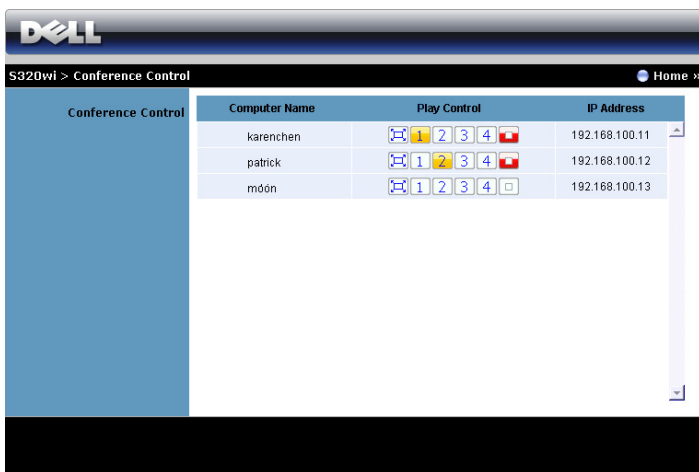 DELL
S320wi > Conference Control
Home »
Conference Control
Computer Name Play Control IP Address
karenchen 1 2 3 4 192.168.100.11
patrick 1 2 3 4 192.168.100.12
móón 1 2 3 4 192.168.100.13